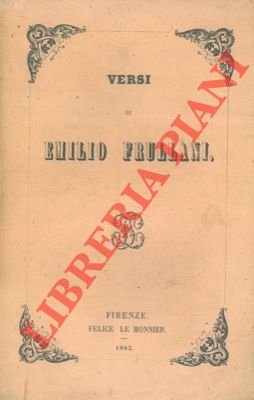 VERSI
DI
EMILIO FRULLANI.
LIBRERIA PIANI
FIRENZE.
FELICE LE MONNIER.
1863.